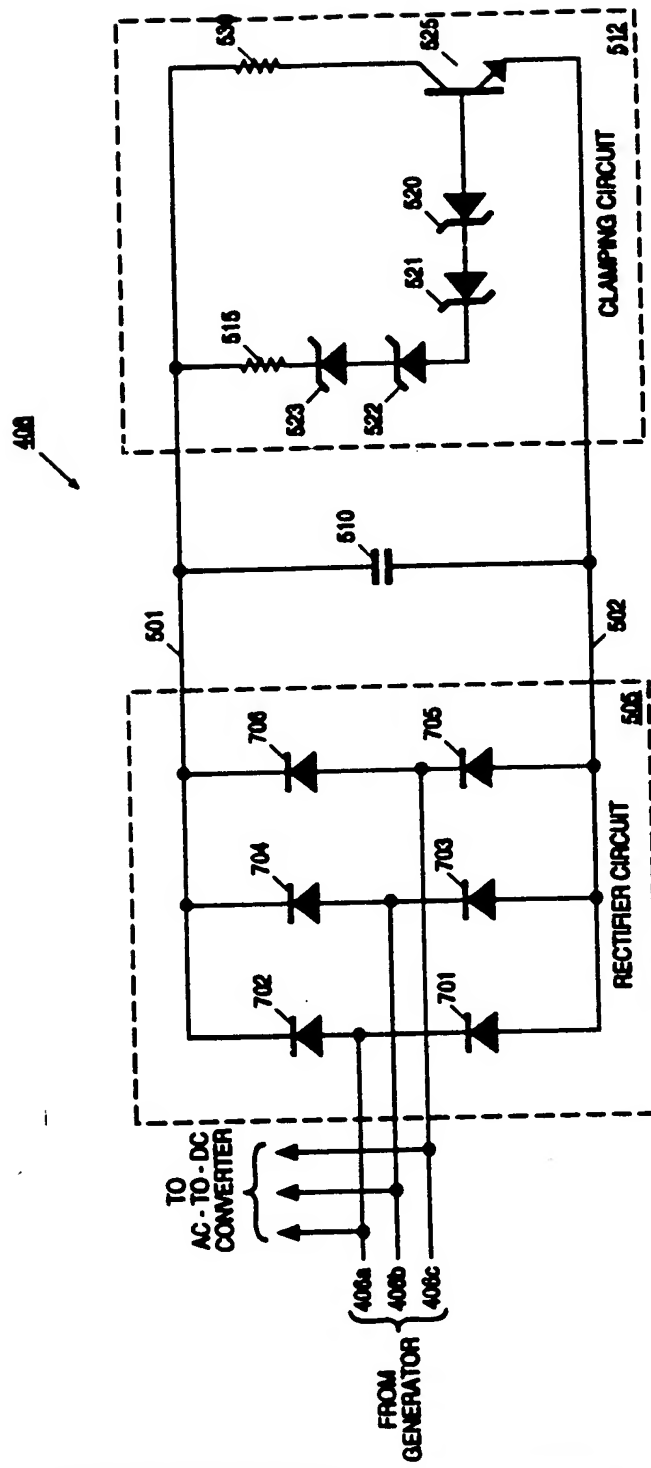 408
TO
AC - TO - DC
CONVERTER
FROM
GENERATOR
406a
406b
406c
702
704
706
701
703
705
RECTIFIER CIRCUIT
505
501
510
502
515
523
522
521
520
530
525
CLAMPING CIRCUIT
512